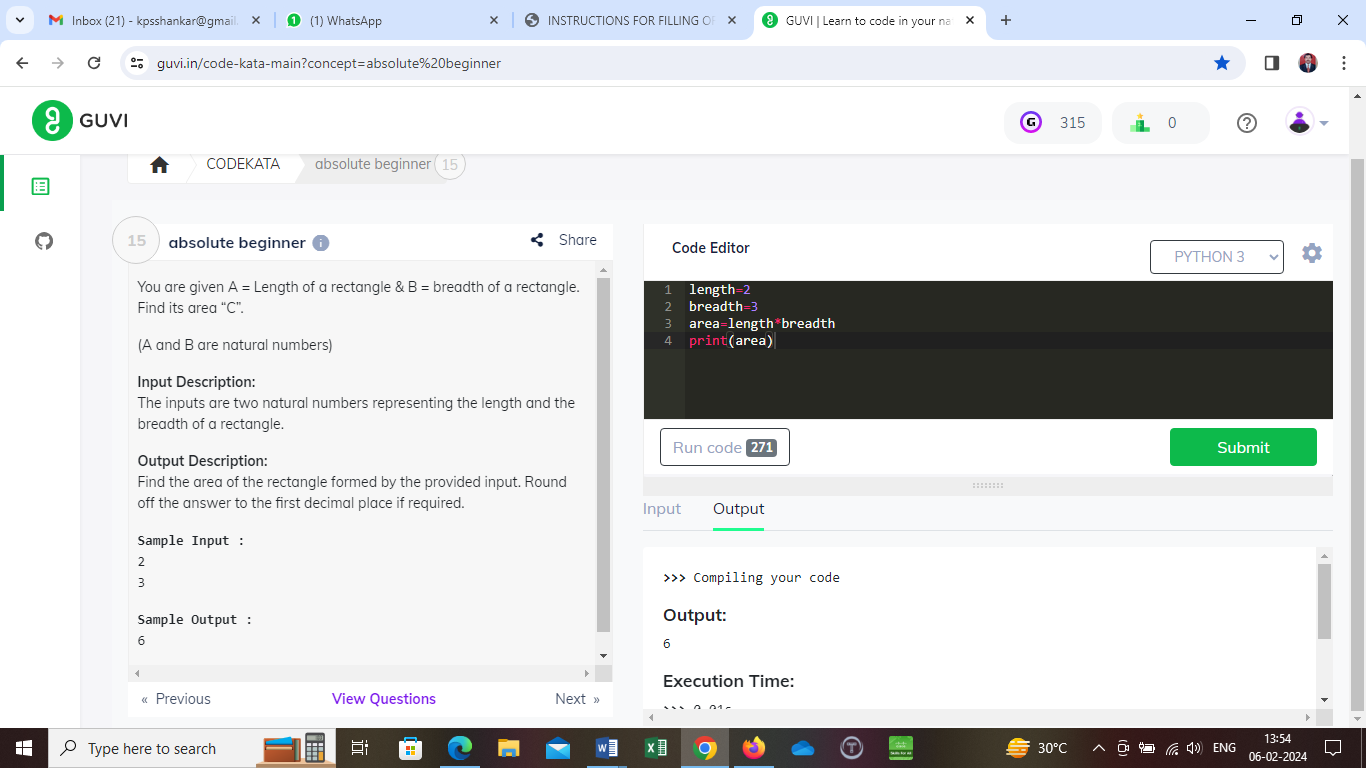 Inbox (21) - kpsshankar@gmail.
(1) WhatsApp
INSTRUCTIONS FOR FILLING OF
GUVI | Learn to code in your na
guvi.in/code-kata-main?concept=absolute%20beginner
GUVI
315
0
CODEKATA
absolute beginner 15
15 absolute beginner
Share
You are given A = Length of a rectangle & B = breadth of a rectangle.
Find its area “C”.
(A and B are natural numbers)
Input Description:
The inputs are two natural numbers representing the length and the
breadth of a rectangle.
Output Description:
Find the area of the rectangle formed by the provided input. Round
off the answer to the first decimal place if required.
Sample Input :
2
3
Sample Output :
6
« Previous
View Questions
Next »
Code Editor
PYTHON 3
1 length=2
2 breadth=3
3 area=length*breadth
4 print(area)
Run code 271
Submit
Input
Output
>>> Compiling your code
Output:
6
Execution Time:
>>> 0.01s
Type here to search
30°C
ENG
13:54
06-02-2024